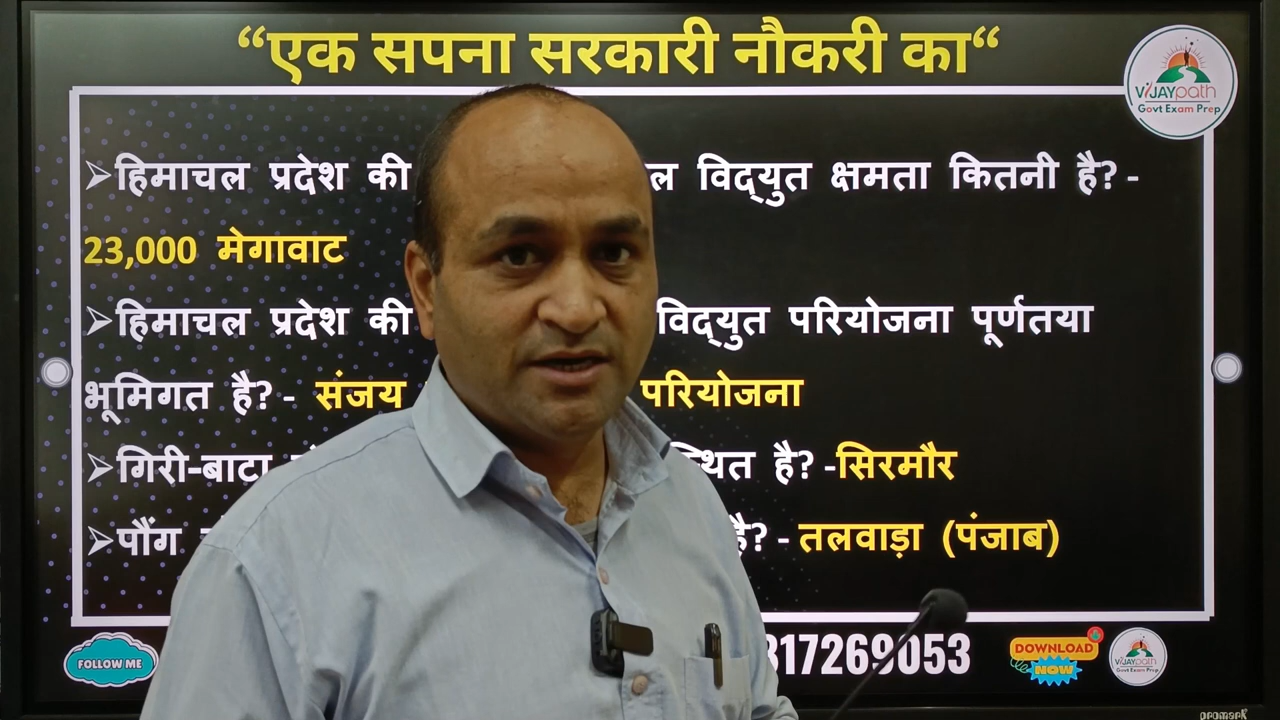 “एक सपना सरकारी नौकरी का“
VIJAYpath
Govt Exam Prep
➢हिमाचल प्रदेश की ल विद्युत क्षमता कितनी है? -
23,000 मेगावाट
➢हिमाचल प्रदेश की विद्युत परियोजना पूर्णतया
भूमिगत है? - संजय परियोजना
➢गिरी-बाटा स्थित है? -सिरमौर
➢पौंग है? - तलवाड़ा (पंजाब)
FOLLOW ME
317269053
DOWNLOAD
NOW
VIJAYpath
Govt Exam Prep